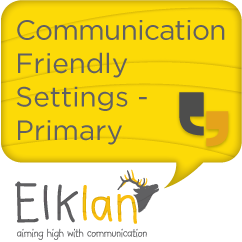 Communication
Friendly
Settings -
Primary
Elklan
aiming high with communication